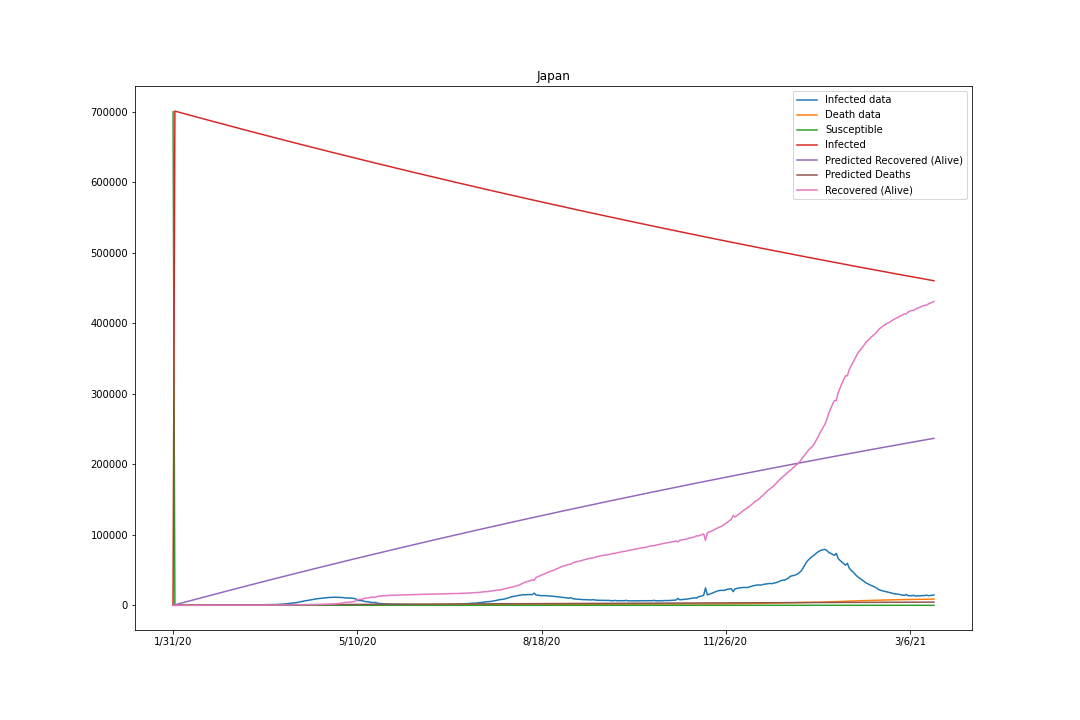 Japan
Infected data
Death data
Susceptible
Infected
Predicted Recovered (Alive)
Predicted Deaths
Recovered (Alive)
700000
600000
500000
400000
300000
200000
100000
0
1/31/20 5/10/20 8/18/20 11/26/20 3/6/21